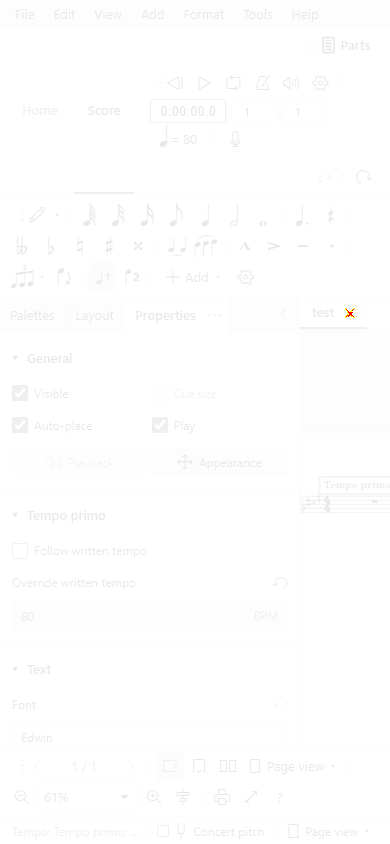 File Edit View Add Format Tools Help
Parts
Home Score 0:00:00.0 1 . 1
= 80
1 2 Add
Palettes Layout Properties test
General
Visible Cue size
Auto-place Play
Playback Appearance
Tempo primo
Tempo primo
Follow written tempo
Override written tempo
80 BPM
Text
Font
Edwin
1 / 1 Page view
61% ?
Tempo: Tempo primo; ... Concert pitch Page view